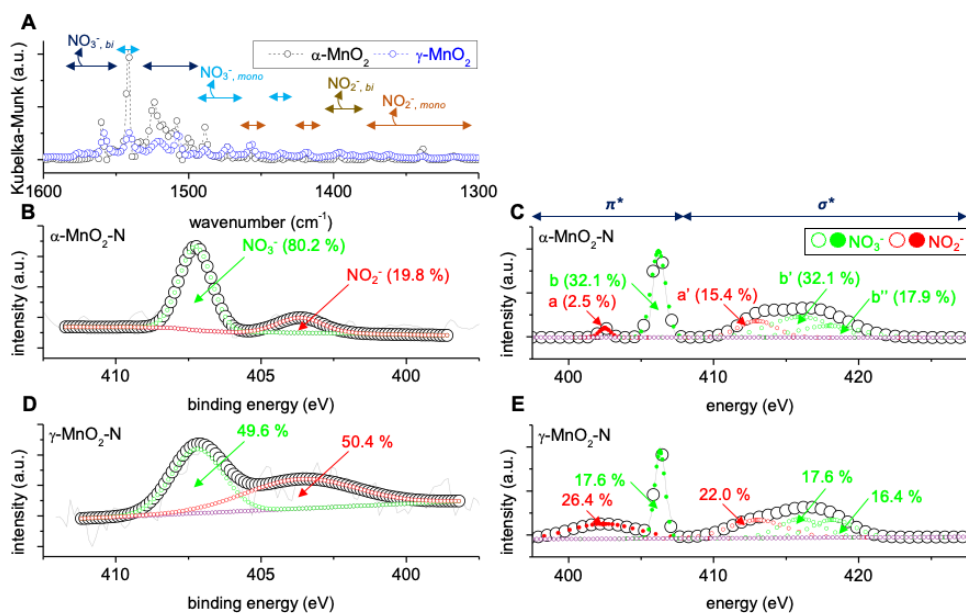 A
NO₃⁻, bi
α-MnO₂ γ-MnO₂
NO₃⁻, mono
NO₂⁻, bi
NO₂⁻, mono
Kubelka-Munk (a.u.)
1600 1500 1400 1300
wavenumber (cm⁻¹)
B
α-MnO₂-N
NO₃⁻ (80.2 %)
NO₂⁻ (19.8 %)
intensity (a.u.)
410 405 400
binding energy (eV)
C
π* σ*
α-MnO₂-N
NO₃⁻ NO₂⁻
b (32.1 %)
a (2.5 %)
a' (15.4 %)
b' (32.1 %)
b'' (17.9 %)
intensity (a.u.)
400 410 420
energy (eV)
D
γ-MnO₂-N
49.6 %
50.4 %
intensity (a.u.)
410 405 400
binding energy (eV)
E
γ-MnO₂-N
17.6 %
26.4 %
22.0 %
17.6 %
16.4 %
intensity (a.u.)
400 410 420
energy (eV)